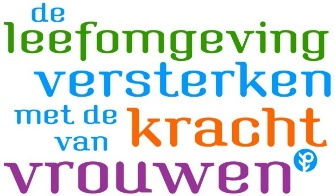 de
leefomgeving
versterken
met de kracht
van
vrouwen